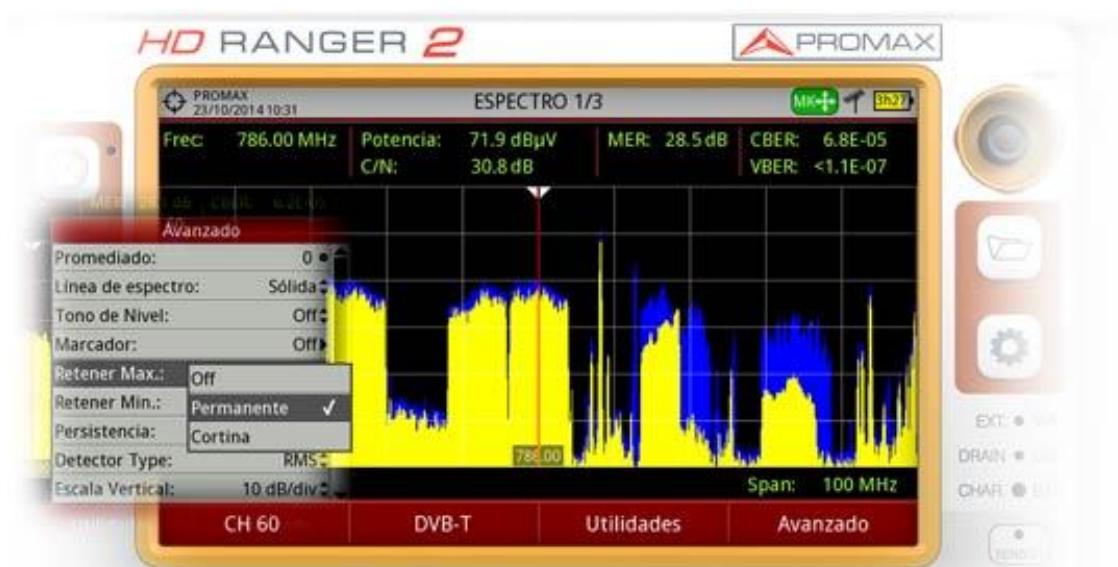 HD RANGER 2
PROMAX
PROMAX
23/10/2014 10:31
ESPECTRO 1/3
MK
3h27
Frec: 786.00 MHz
Potencia: 71.9 dBµV
MER: 28.5 dB
CBER: 6.8E-05
C/N: 30.8 dB
VBER: <1.1E-07
Avanzado
Promediado: 0
Línea de espectro: Sólida
Tono de Nivel: Off
Marcador: Off
Retener Max.:
Off
Retener Min.:
Permanente ✓
Persistencia:
Cortina
Detector Type: RMS
Escala Vertical: 10 dB/div
786.00
Span: 100 MHz
CH 60
DVB-T
Utilidades
Avanzado
EXT.
DRAIN
CHAR.